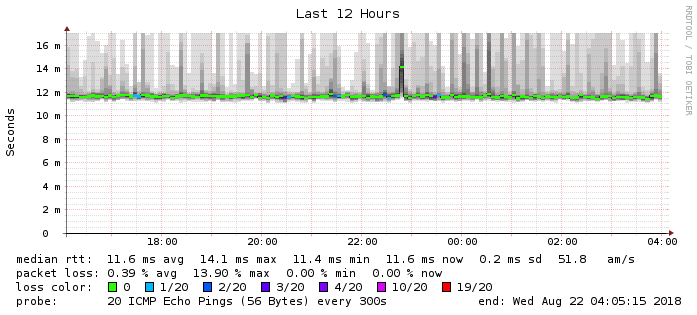 Last 12 Hours
RRDTOOL / TOBI OETIKER
Seconds
16 m
14 m
12 m
10 m
8 m
6 m
4 m
2 m
0
18:00 20:00 22:00 00:00 02:00 04:00
median rtt: 11.6 ms avg 14.1 ms max 11.4 ms min 11.6 ms now 0.2 ms sd 51.8 am/s
packet loss: 0.39 % avg 13.90 % max 0.00 % min 0.00 % now
loss color: 0 1/20 2/20 3/20 4/20 10/20 19/20
probe: 20 ICMP Echo Pings (56 Bytes) every 300s end: Wed Aug 22 04:05:15 2018